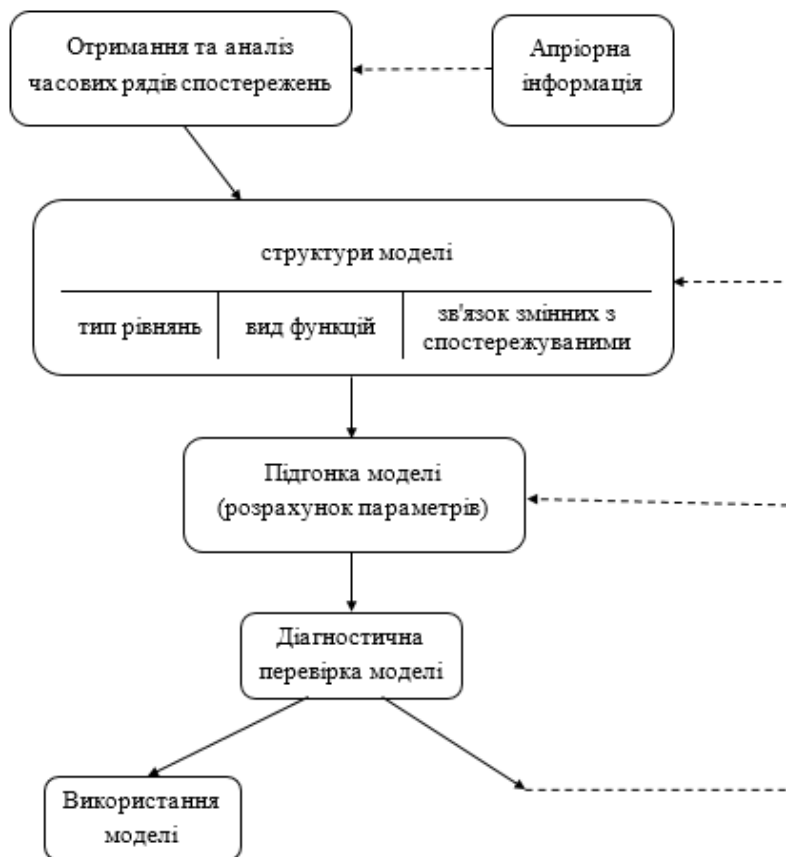 Отримання та аналіз
часових рядів спостережень
Апріорна
інформація
структури моделі
тип рівнянь
вид функцій
зв'язок змінних з
спостережуваними
Підгонка моделі
(розрахунок параметрів)
Діагностична
перевірка моделі
Використання
моделі